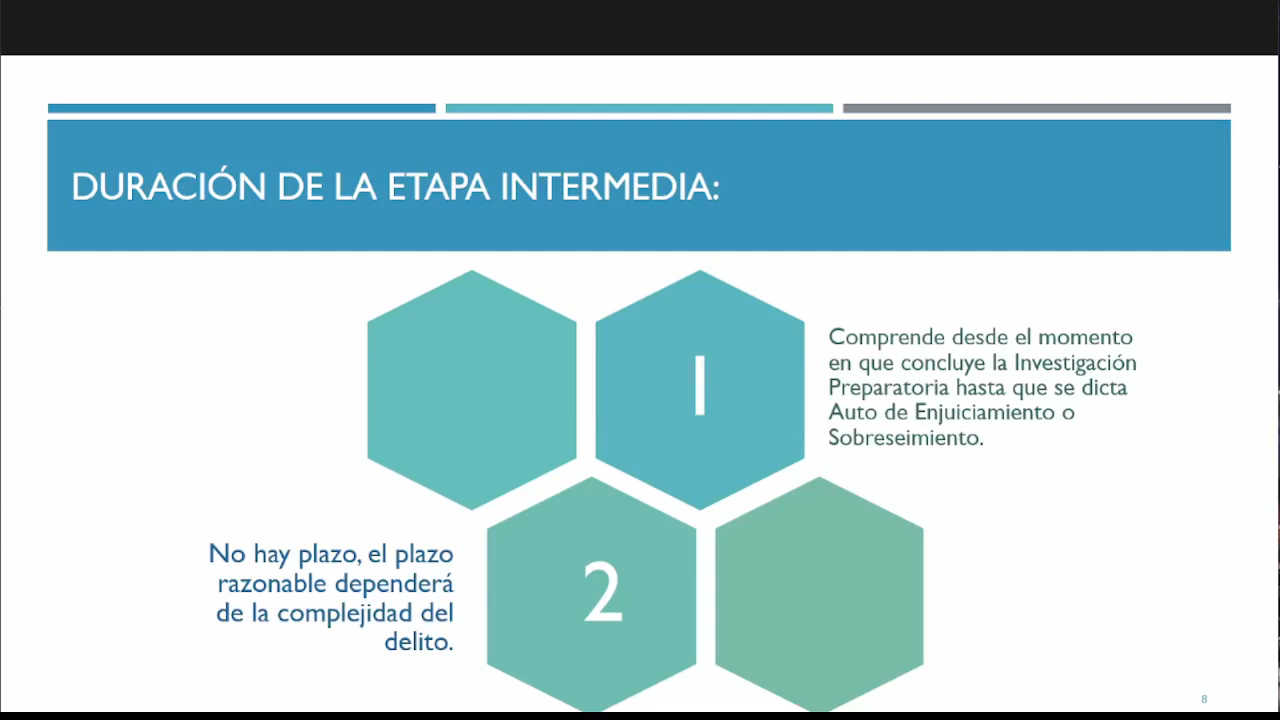 DURACIÓN DE LA ETAPA INTERMEDIA:
1
Comprende desde el momento
en que concluye la Investigación
Preparatoria hasta que se dicta
Auto de Enjuiciamiento o
Sobreseimiento.
No hay plazo, el plazo
razonable dependerá
de la complejidad del
delito.
2
8